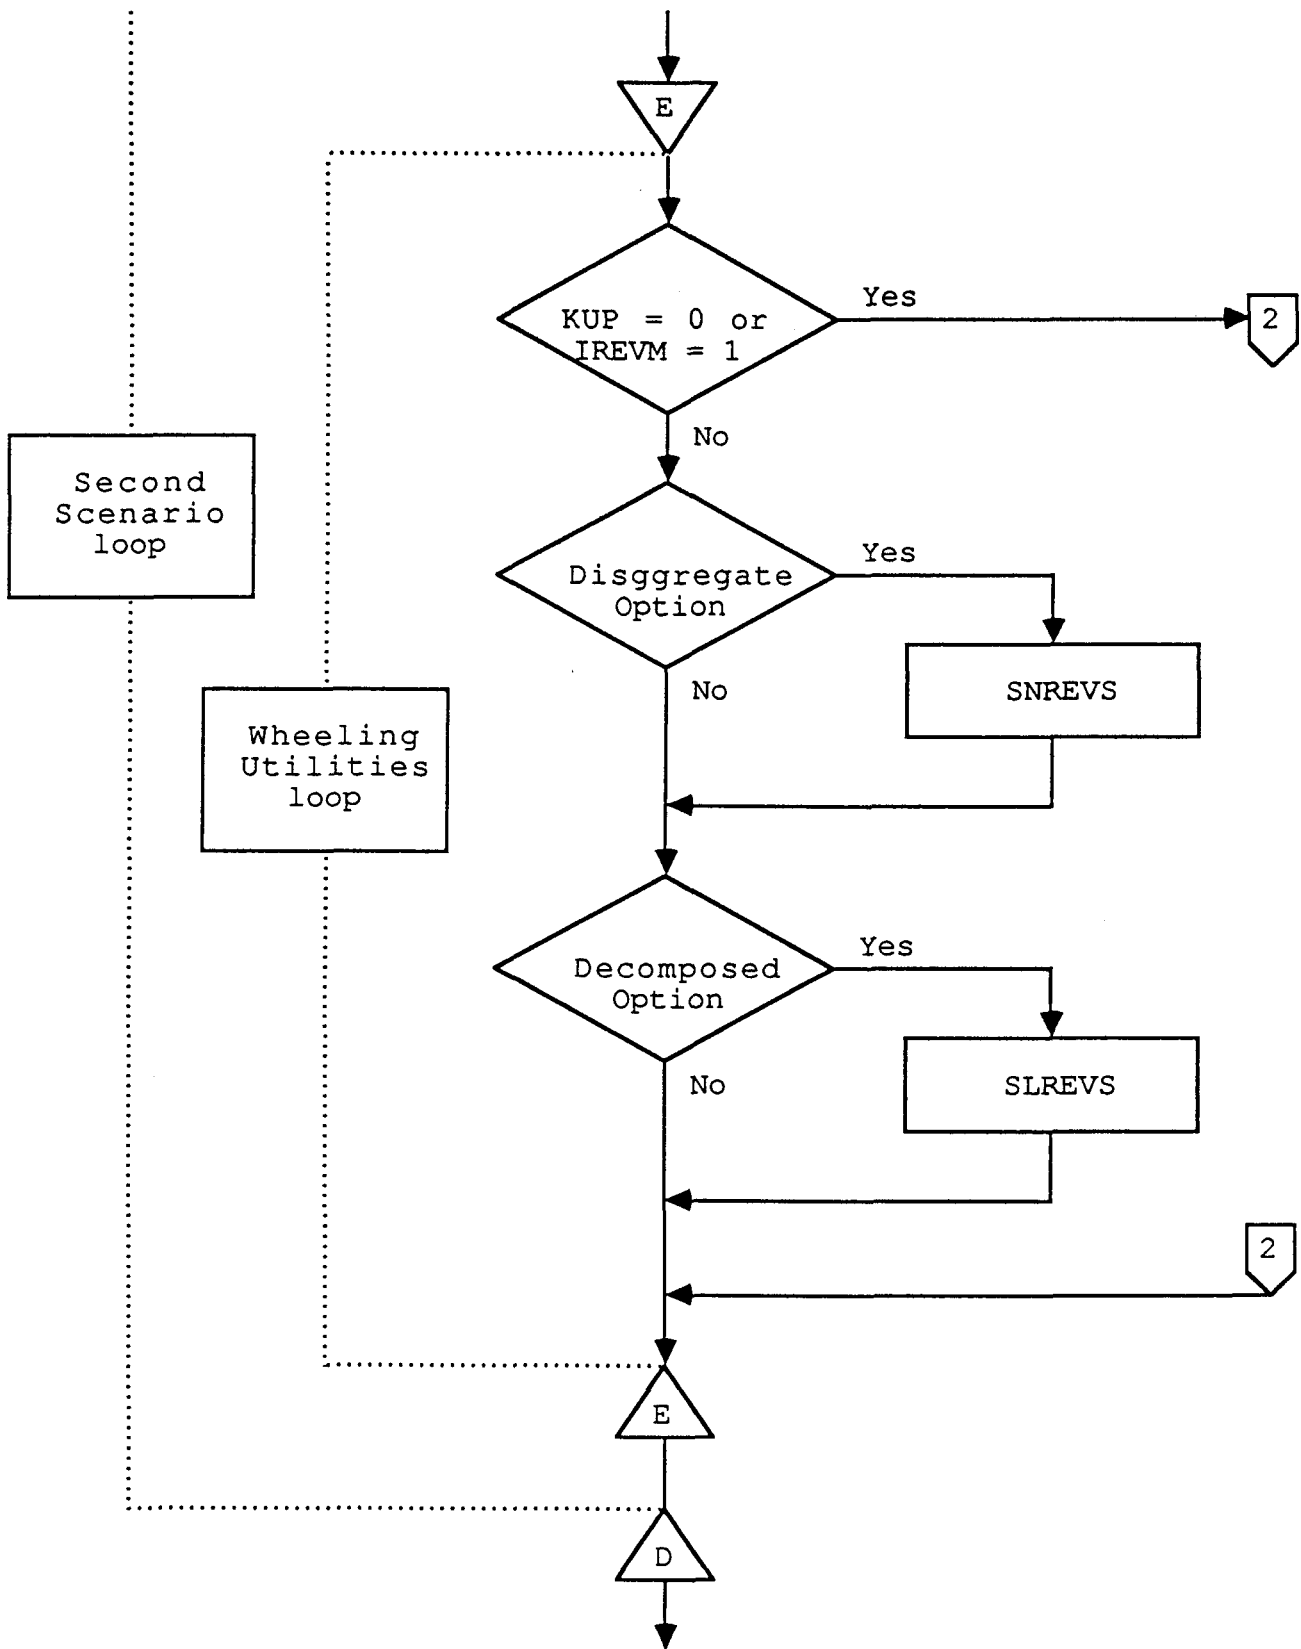 E
KUP = 0 or
IREVM = 1
Yes
2
No
Second
Scenario
loop
Disggregate
Option
Yes
SNREVS
No
Wheeling
Utilities
loop
Decomposed
Option
Yes
SLREVS
No
2
E
D